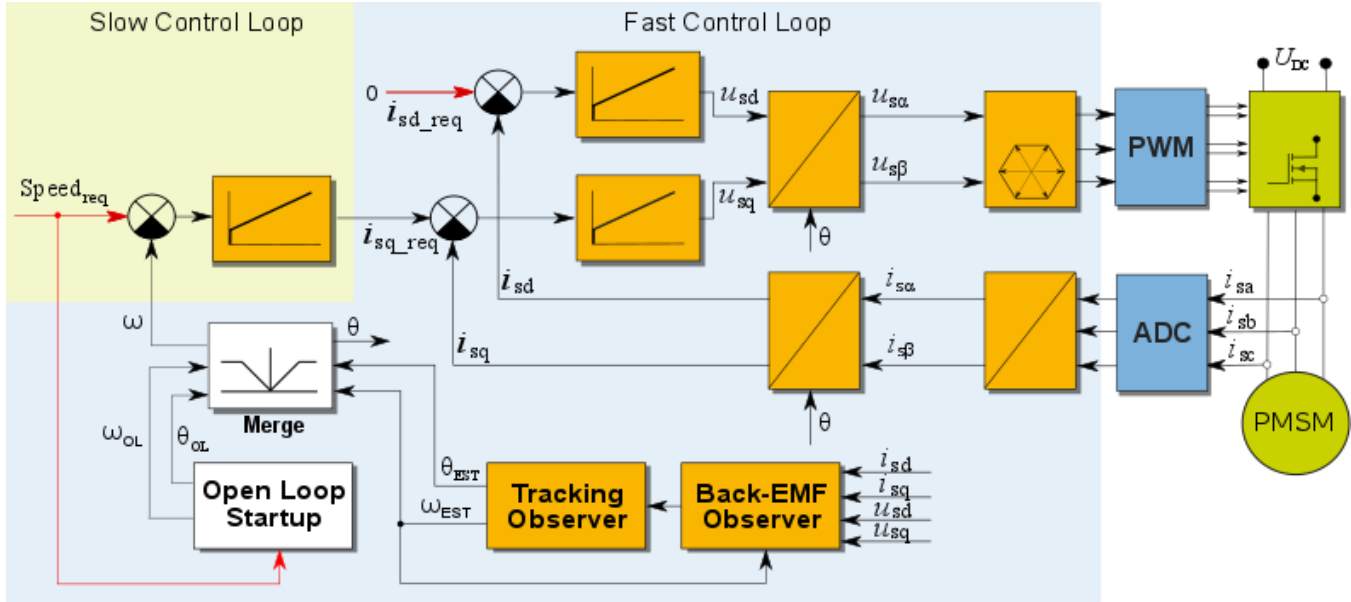 Slow Control Loop
Fast Control Loop
U_DC
0
i_sd_req
u_sd
u_sα
PWM
Speed_req
i_sq_req
u_sq
u_sβ
θ
i_sd
i_sα
i_sa
ω
θ
ADC
i_sb
i_sq
i_sβ
i_sc
Merge
ω_OL
θ_OL
θ
PMSM
Open Loop
Startup
θ_EST
ω_EST
Tracking
Observer
Back-EMF
Observer
i_sd
i_sq
u_sd
u_sq